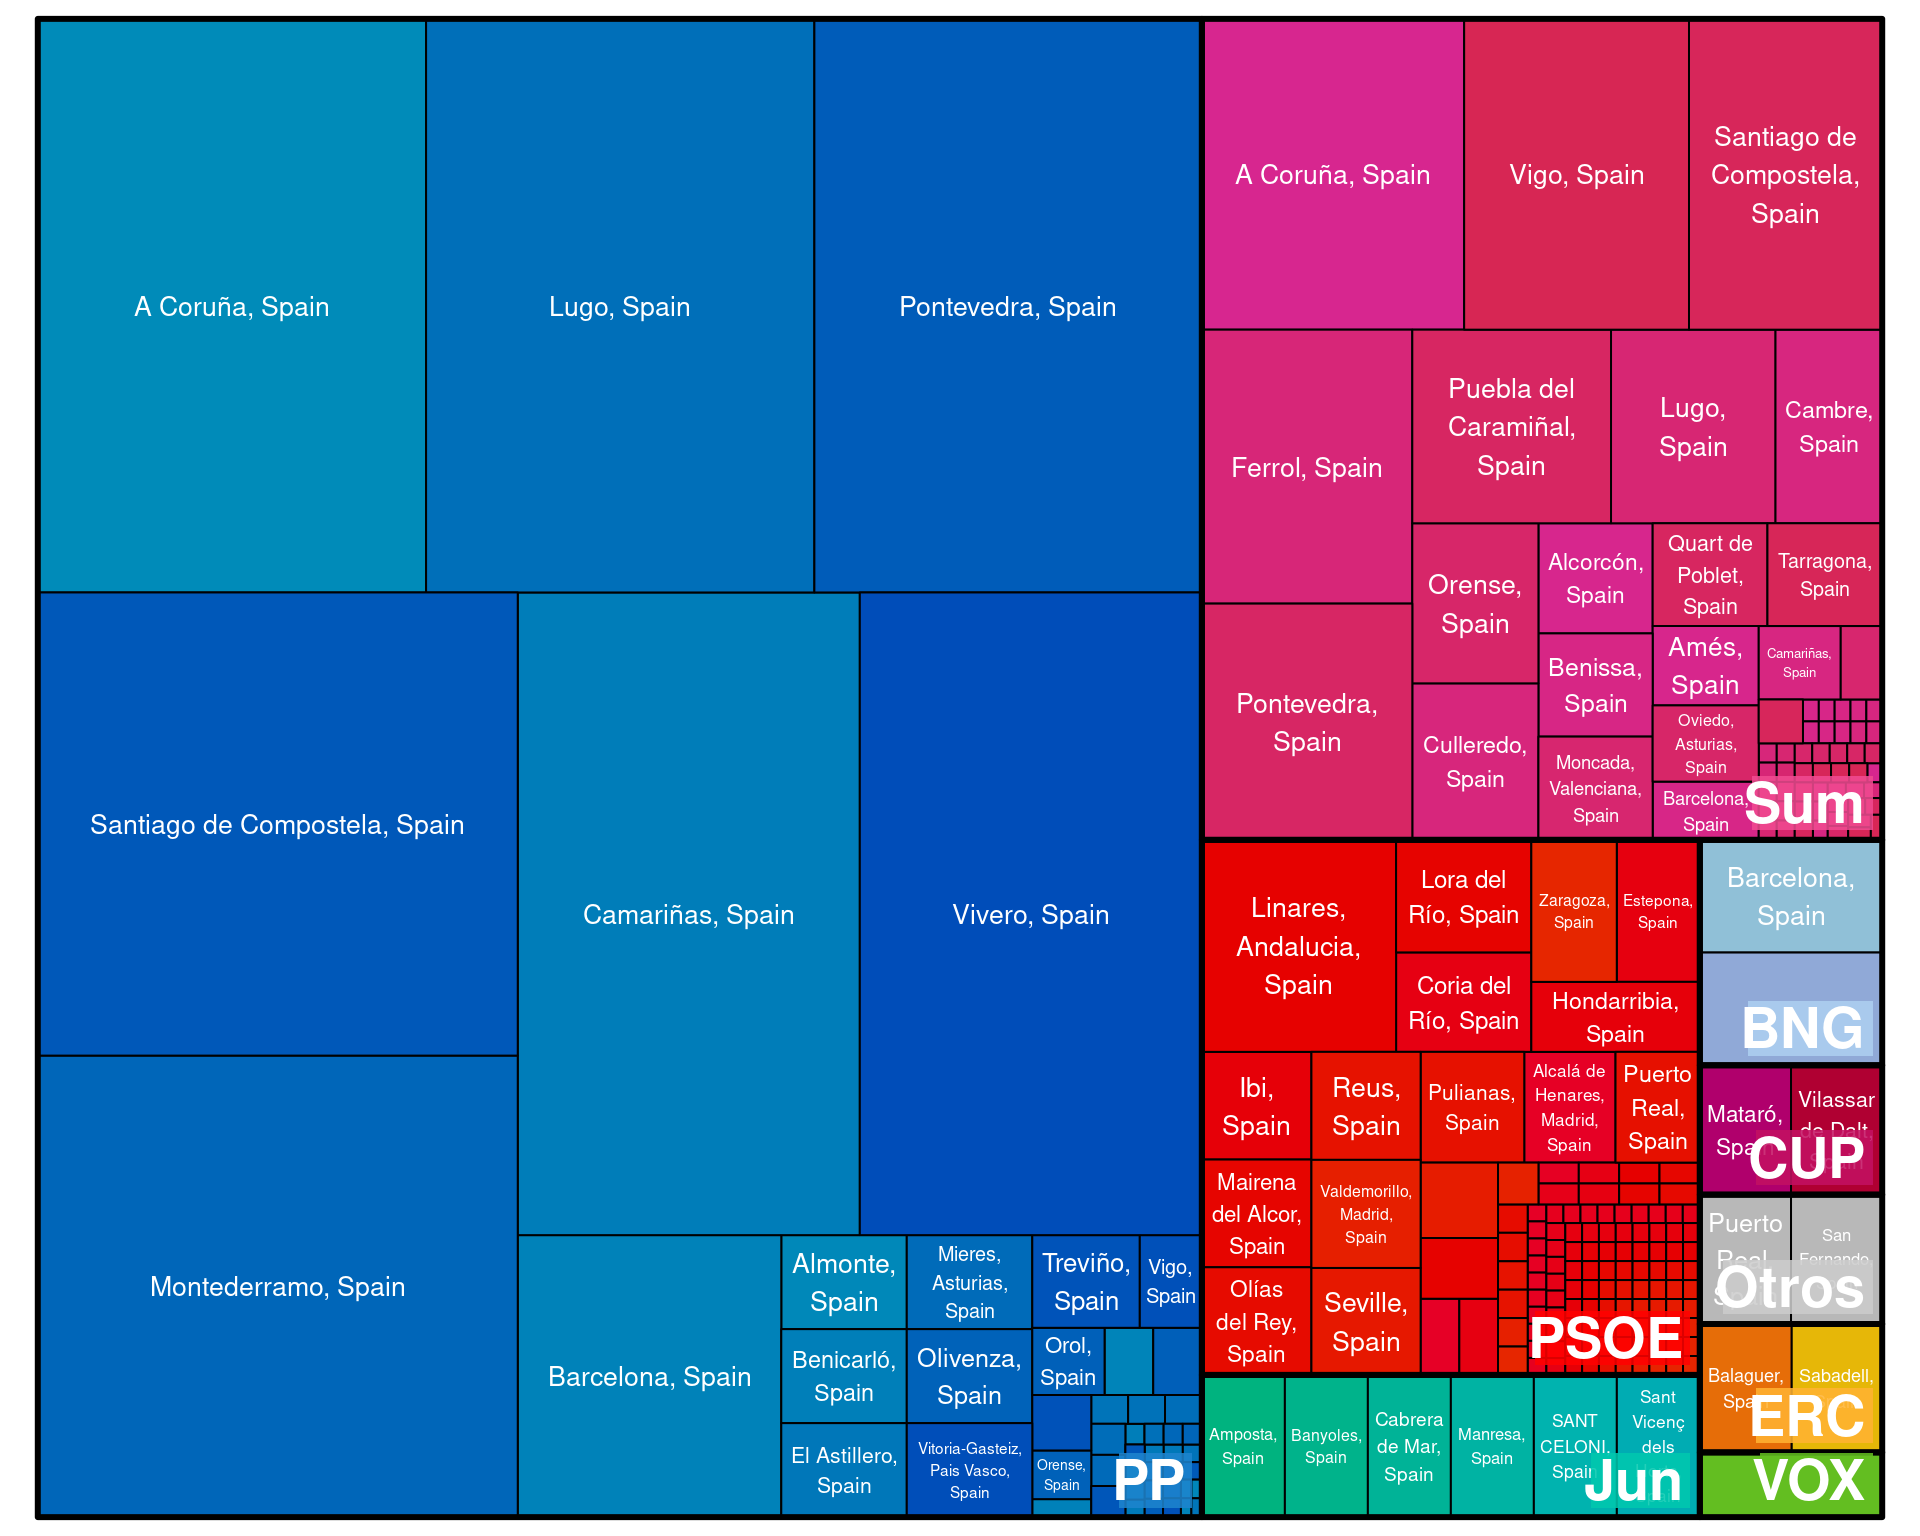 A Coruña, Spain
Lugo, Spain
Pontevedra, Spain
Santiago de Compostela, Spain
Camariñas, Spain
Vivero, Spain
Montederramo, Spain
Barcelona, Spain
Almonte,
Spain
Mieres,
Asturias,
Spain
Treviño,
Spain
Vigo,
Spain
Benicarló,
Spain
Olivenza,
Spain
Orol,
Spain
El Astillero,
Spain
Vitoria-Gasteiz,
Pais Vasco,
Spain
Orense,
Spain
PP
A Coruña, Spain
Vigo, Spain
Santiago de
Compostela,
Spain
Ferrol, Spain
Puebla del
Caramiñal,
Spain
Lugo,
Spain
Cambre,
Spain
Pontevedra,
Spain
Orense,
Spain
Alcorcón,
Spain
Quart de
Poblet,
Spain
Tarragona,
Spain
Culleredo,
Spain
Benissa,
Spain
Moncada,
Valenciana,
Spain
Amés,
Spain
Camariñas,
Spain
Oviedo,
Asturias,
Spain
Barcelona,
Spain
Sum
Linares,
Andalucia,
Spain
Lora del
Río, Spain
Zaragoza,
Spain
Estepona,
Spain
Coria del
Río, Spain
Hondarribia,
Spain
Ibi,
Spain
Reus,
Spain
Pulianas,
Spain
Alcalá de
Henares,
Madrid,
Spain
Puerto
Real,
Spain
Mairena
del Alcor,
Spain
Valdemorillo,
Madrid,
Spain
Olías
del Rey,
Spain
Seville,
Spain
PSOE
Amposta,
Spain
Banyoles,
Spain
Cabrera
de Mar,
Spain
Manresa,
Spain
SANT
CELONI.
Spain
Sant
Vicenç
dels
Jun
Barcelona,
Spain
BNG
Mataró,
Spain
Vilassar
de Dalt,
Spain
CUP
Puerto
Real,
San
Fernando,
Otros
Balaguer,
Spain
Sabadell,
ERC
VOX